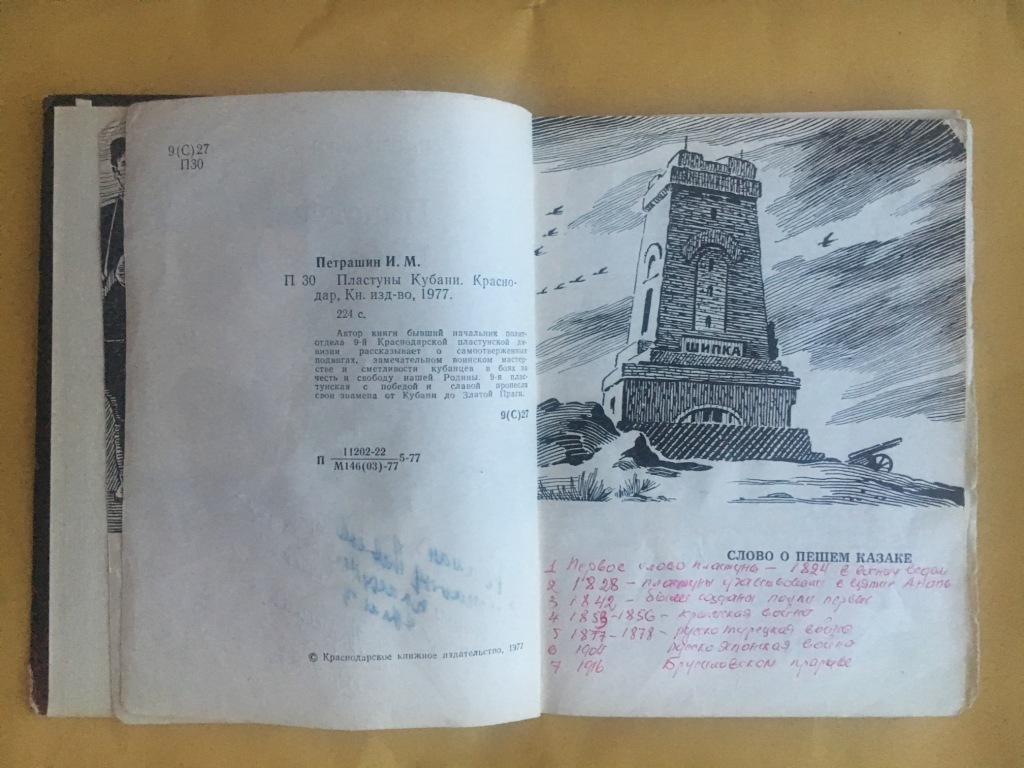 9(С)27
П30
Петрашин И. М.
П 30 Пластуны Кубани. Красно-
дар, Кн. изд-во, 1977.
224 с.
Автор книги бывший начальник полит-
отдела 9-й Краснодарской пластунской ди-
визии рассказывает о самоотверженных
подвигах, замечательном воинском мастер-
стве и сметливости кубанцев в боях за
честь и свободу нашей Родины. 9-я плас-
тунская с победой и славой пронесла
свои знамена от Кубани до Златой Праги.
9(С)27
П 11202-22 5-77
М146(03)-77
© Краснодарское книжное издательство, 1977
ШИПКА
СЛОВО О ПЕШЕМ КАЗАКЕ
1 Первое слово пластуны – 1824 в
2 1828 – пластуны участвовали в взятии Анапы
3 1842 – были созданы первые
4 1853-1856 – крымская война
5 1877-1878 – русско турецкая война
6 1904 русско японская война
7 1916 Брусиловском прорыве